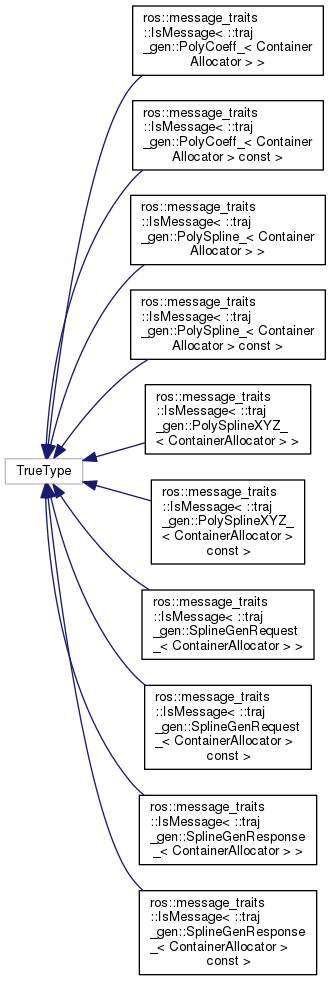 ros::message_traits
::IsMessage< ::traj
_gen::PolyCoeff_< Container
Allocator > >
ros::message_traits
::IsMessage< ::traj
_gen::PolyCoeff_< Container
Allocator > const >
ros::message_traits
::IsMessage< ::traj
_gen::PolySpline_< Container
Allocator > >
ros::message_traits
::IsMessage< ::traj
_gen::PolySpline_< Container
Allocator > const >
ros::message_traits
::IsMessage< ::traj
_gen::PolySplineXYZ_
< ContainerAllocator > >
TrueType
ros::message_traits
::IsMessage< ::traj
_gen::PolySplineXYZ_
< ContainerAllocator >
const >
ros::message_traits
::IsMessage< ::traj
_gen::SplineGenRequest
_< ContainerAllocator > >
ros::message_traits
::IsMessage< ::traj
_gen::SplineGenRequest
_< ContainerAllocator >
const >
ros::message_traits
::IsMessage< ::traj
_gen::SplineGenResponse
_< ContainerAllocator > >
ros::message_traits
::IsMessage< ::traj
_gen::SplineGenResponse
_< ContainerAllocator >
const >